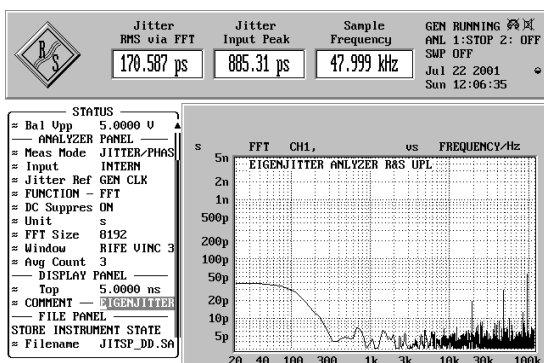 R S
Jitter RMS via FFT
170.587 ps
Jitter Input Peak
885.31 ps
Sample Frequency
47.999 kHz
GEN RUNNING
ANL 1:STOP 2: OFF
SWP OFF
Jul 22 2001
Sun 12:06:35
STATUS
≈ Bal Vpp 5.0000 V
ANALYZER PANEL
≈ Meas Mode JITTER/PHAS
≈ Input INTERN
≈ Jitter Ref GEN CLK
≈ FUNCTION - FFT
≈ DC Suppres ON
≈ Unit s
≈ FFT Size 8192
≈ Window RIFE VINC 3
≈ Avg Count 3
DISPLAY PANEL
≈ Top 5.0000 ns
≈ COMMENT — EIGENJITTER
FILE PANEL
STORE INSTRUMENT STATE
≈ Filename JITSP_DD.SA
s FFT CH1, vs FREQUENCY/Hz
EIGENJITTER ANLYZER R&S UPL
5n
2n
1n
500p
200p
100p
50p
20p
10p
5p
20 40 100 300 1k 3k 10k 30k 100k